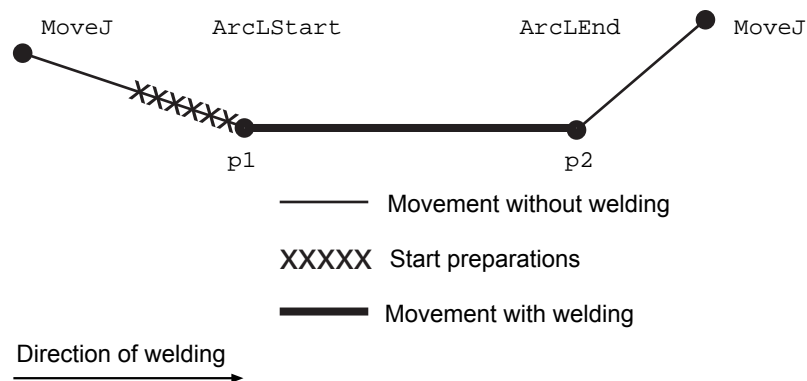 MoveJ ArcLStart ArcLEnd MoveJ
p1 p2
Movement without welding
XXXXX Start preparations
Movement with welding
Direction of welding